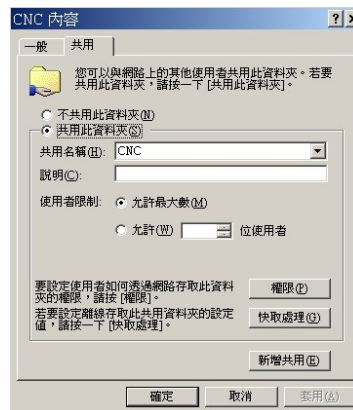 CNC 內容
一般 共用
您可以與網路上的其他使用者共用此資料夾。若要
共用此資料夾，請按一下 [共用此資料夾]。
不共用此資料夾(N)
共用此資料夾(S)
共用名稱(H): CNC
說明(C):
使用者限制: 允許最大數(M)
允許(W) 位使用者
要設定使用者如何透過網路存取此資料
夾的權限，請按 [權限]。 權限(P)
若要設定離線存取此共用資料夾的設定
值，請按一下 [快取處理]。 快取處理(G)
新增共用(E)
確定 取消 套用(A)